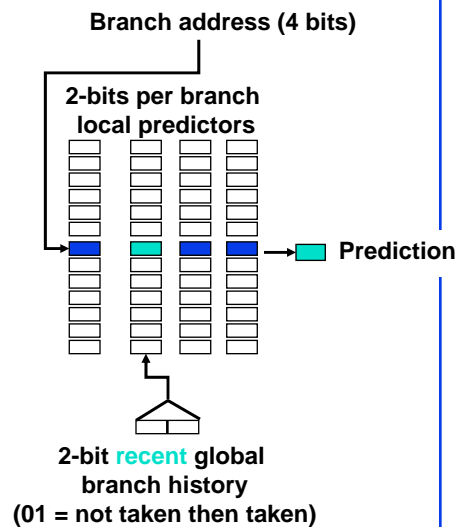 Branch address (4 bits)
2-bits per branch
local predictors
Prediction
2-bit recent global
branch history
(01 = not taken then taken)